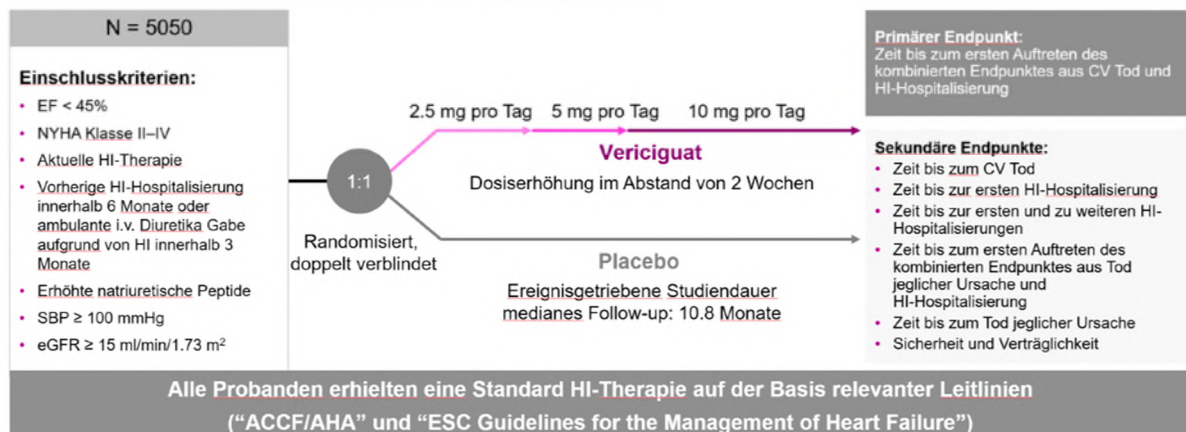 N = 5050
Einschlusskriterien:
• EF < 45%
• NYHA Klasse II–IV
• Aktuelle HI-Therapie
• Vorherige HI-Hospitalisierung
innerhalb 6 Monate oder
ambulante i.v. Diuretika Gabe
aufgrund von HI innerhalb 3
Monate
• Erhöhte natriuretische Peptide
• SBP ≥ 100 mmHg
• eGFR ≥ 15 ml/min/1.73 m²
1:1
Randomisiert,
doppelt verblindet
2.5 mg pro Tag
5 mg pro Tag
10 mg pro Tag
Vericiguat
Dosiserhöhung im Abstand von 2 Wochen
Placebo
Ereignisgetriebene Studiendauer
medianes Follow-up: 10.8 Monate
Primärer Endpunkt:
Zeit bis zum ersten Auftreten des
kombinierten Endpunktes aus CV Tod und
HI-Hospitalisierung
Sekundäre Endpunkte:
• Zeit bis zum CV Tod
• Zeit bis zur ersten HI-Hospitalisierung
• Zeit bis zur ersten und zu weiteren HI-
Hospitalisierungen
• Zeit bis zum ersten Auftreten des
kombinierten Endpunktes aus Tod
jeglicher Ursache und
HI-Hospitalisierung
• Zeit bis zum Tod jeglicher Ursache
• Sicherheit und Verträglichkeit
Alle Probanden erhielten eine Standard HI-Therapie auf der Basis relevanter Leitlinien
(“ACCF/AHA” und “ESC Guidelines for the Management of Heart Failure”)